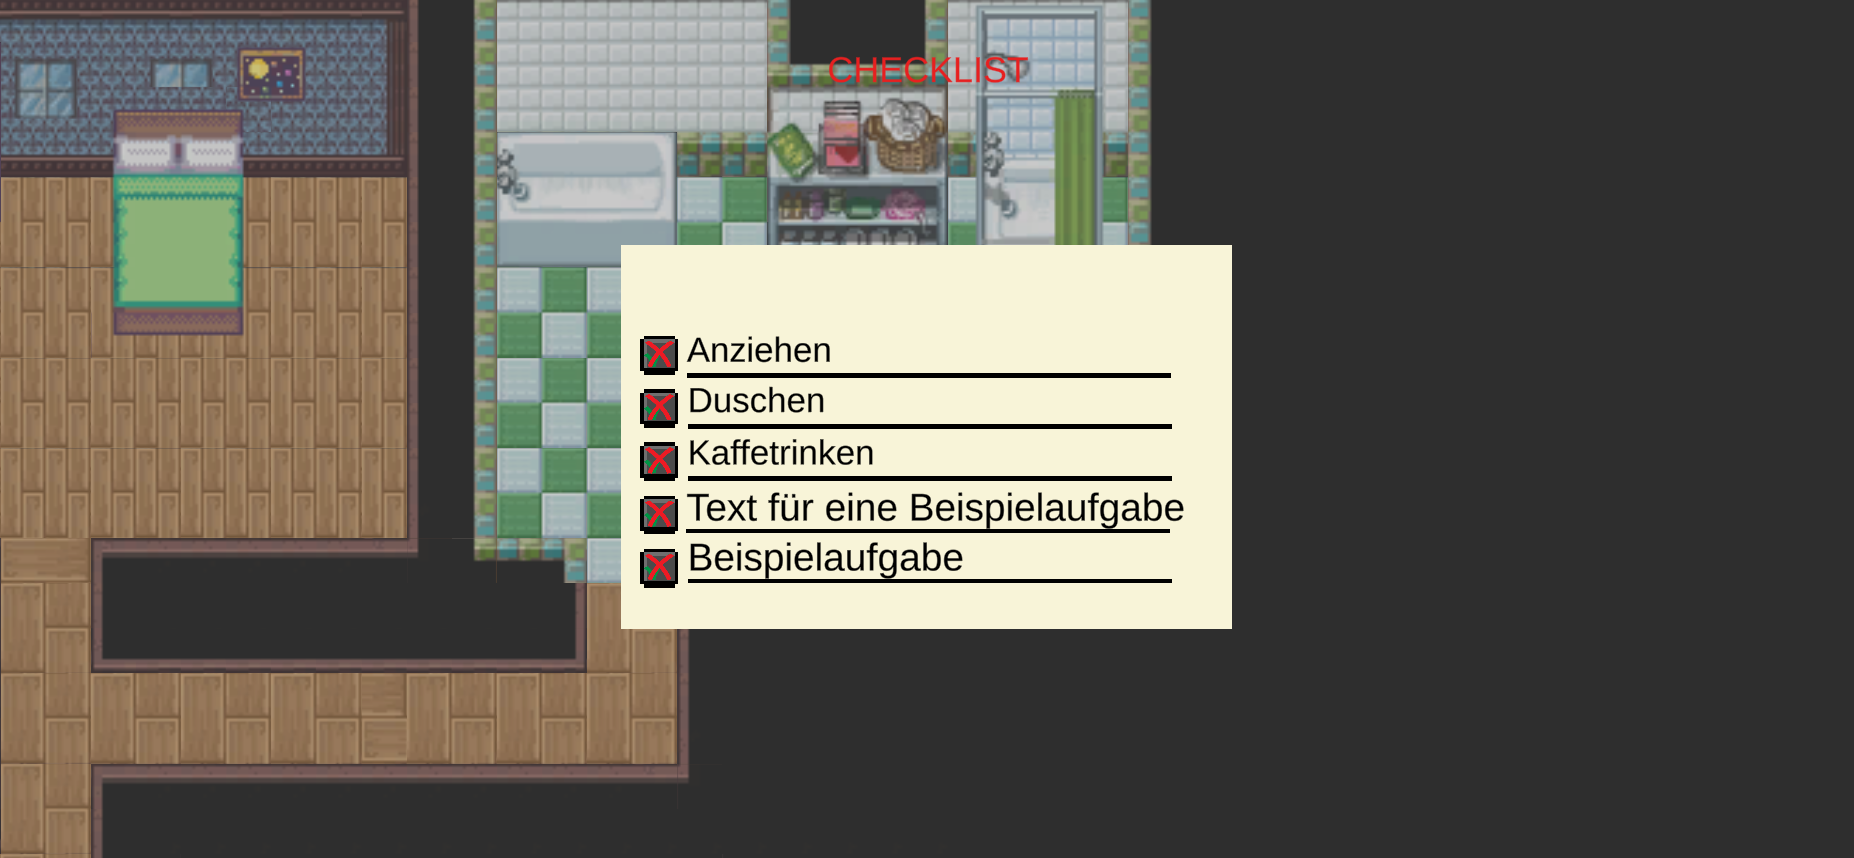 CHECKLIST
Anziehen
Duschen
Kaffetrinken
Text für eine Beispielaufgabe
Beispielaufgabe